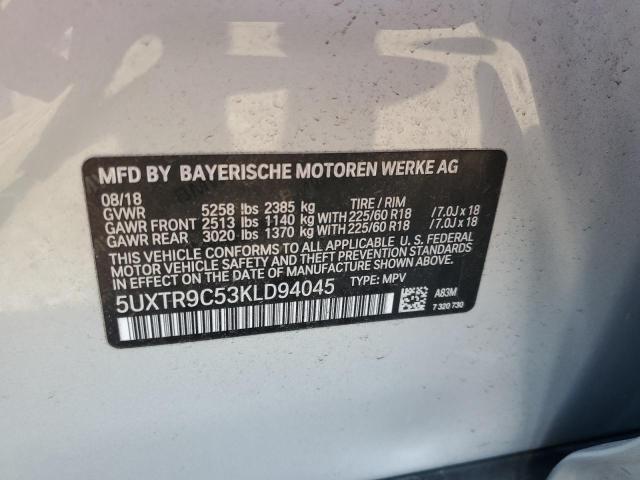 MFD BY BAYERISCHE MOTOREN WERKE AG
08/18
GVWR 5258 lbs 2385 kg TIRE / RIM
GAWR FRONT 2513 lbs 1140 kg WITH 225/60 R18 / 7.0J x 18
GAWR REAR 3020 lbs 1370 kg WITH 225/60 R18 / 7.0J x 18
THIS VEHICLE CONFORMS TO ALL APPLICABLE U. S. FEDERAL
MOTOR VEHICLE SAFETY AND THEFT PREVENTION STANDARDS
IN EFFECT ON THE DATE OF MANUFACTURE SHOWN ABOVE.
5UXTR9C53KLD94045 TYPE: MPV
A83M
7 320 730